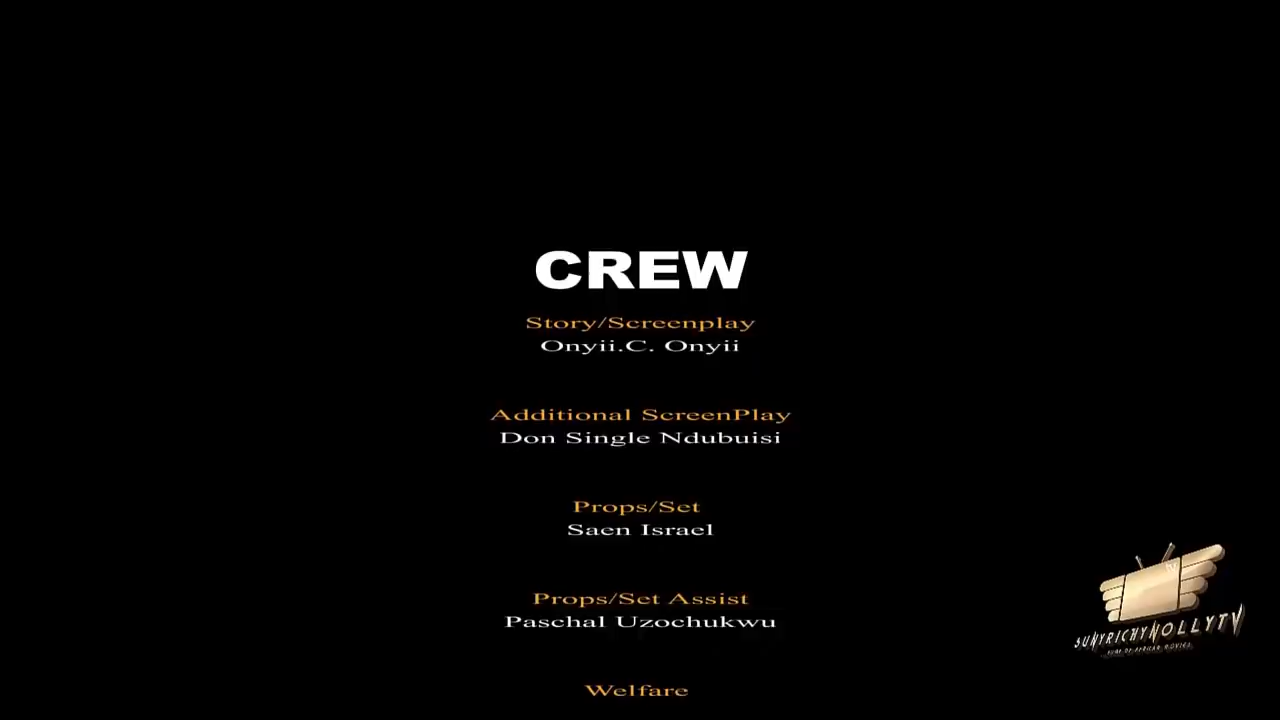 CREW
Story/Screenplay
Onyii.C. Onyii
Additional ScreenPlay
Don Single Ndubuisi
Props/Set
Saen Israel
Props/Set Assist
Paschal Uzochukwu
Welfare
SUNYRICHYNOLLYTV